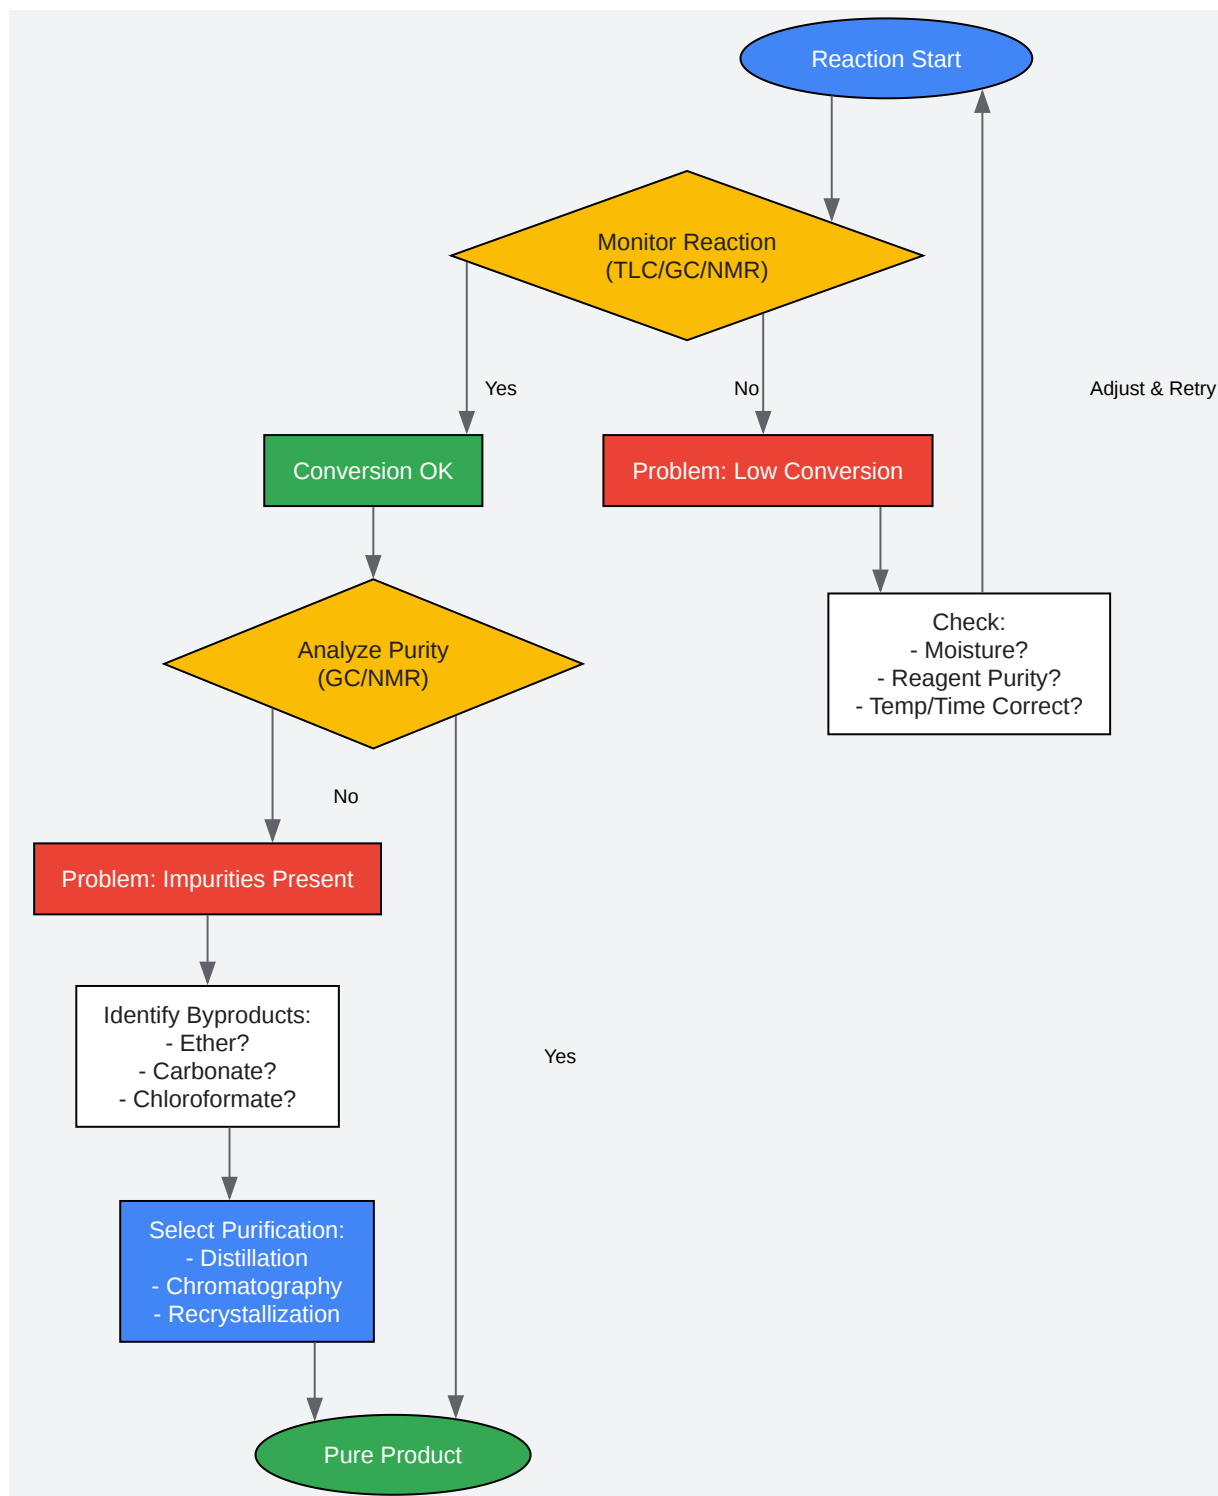 Reaction Start
Monitor Reaction
(TLC/GC/NMR)
Yes
No
Adjust & Retry
Conversion OK
Problem: Low Conversion
Check:
- Moisture?
- Reagent Purity?
- Temp/Time Correct?
Analyze Purity
(GC/NMR)
No
Problem: Impurities Present
Identify Byproducts:
- Ether?
- Carbonate?
- Chloroformate?
Yes
Select Purification:
- Distillation
- Chromatography
- Recrystallization
Pure Product